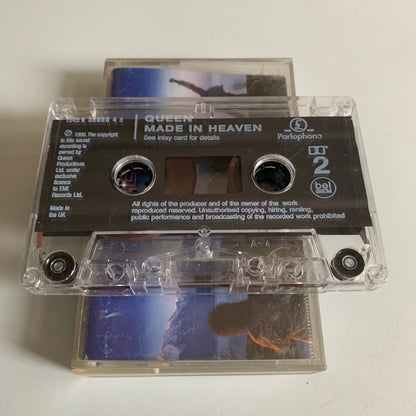 QUEEN
MADE IN HEAVEN
See inlay card for details
Parlophone
℗ 1995 The copyright
in this sound
recording is
owned by
Queen
Productions
Ltd. under
exclusive
licence
to EMI
Records Ltd.
Made in
the UK
2
All rights of the producer and of the owner of the work
reproduced reserved. Unauthorised copying, hiring, renting,
public performance and broadcasting of the recorded work prohibited